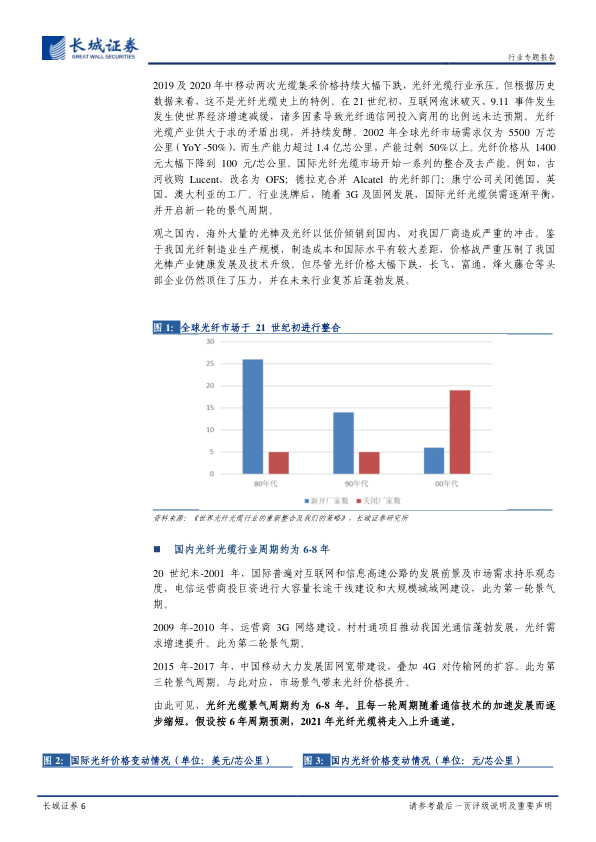 长城证券
GREAT WALL SECURITIES
行业专题报告
2019 及 2020 年中移动两次光缆集采价格持续大幅下跌，光纤光缆行业承压。但根据历史
数据来看，这不是光纤光缆史上的特例。在 21 世纪初，互联网泡沫破灭、9.11 事件发生
发生使世界经济增速减缓，诸多因素导致光纤通信网投入商用的比例远未达预期。光纤
光缆产业供大于求的矛盾出现，并持续发酵。2002 年全球光纤市场需求仅为 5500 万芯
公里（YoY -50%），而生产能力超过 1.4 亿芯公里，产能过剩 50%以上。光纤价格从 1400
元大幅下降到 100 元/芯公里。国际光纤光缆市场开始一系列的整合及去产能。例如，古
河收购 Lucent，改名为 OFS；德拉克合并 Alcatel 的光纤部门；康宁公司关闭德国、英
国、澳大利亚的工厂。行业洗牌后，随着 3G 及固网发展，国际光纤光缆供需逐渐平衡，
并开启新一轮的景气周期。
观之国内，海外大量的光棒及光纤以低价倾销到国内，对我国厂商造成严重的冲击。鉴
于我国光纤制造业生产规模，制造成本和国际水平有较大差距，价格战严重压制了我国
光棒产业健康发展及技术升级。但尽管光纤价格大幅下跌，长飞、富通、烽火藤仓等头
部企业仍然顶住了压力，并在未来行业复苏后蓬勃发展。
图 1：全球光纤市场于 21 世纪初进行整合
30
25
20
15
10
5
0
80年代 90年代 00年代
新开厂家数 关闭厂家数
资料来源：《世界光纤光缆行业的重新整合及我们的策略》，长城证券研究所
■ 国内光纤光缆行业周期约为 6-8 年
20 世纪末-2001 年，国际普遍对互联网和信息高速公路的发展前景及市场需求持乐观态
度，电信运营商投巨资进行大容量长途干线建设和大规模城域网建设，此为第一轮景气
期。
2009 年-2010 年，运营商 3G 网络建设，村村通项目推动我国光通信蓬勃发展，光纤需
求增速提升。此为第二轮景气期。
2015 年-2017 年，中国移动大力发展固网宽带建设，叠加 4G 对传输网的扩容。此为第
三轮景气周期。与此对应，市场景气带来光纤价格提升。
由此可见，光纤光缆景气周期约为 6-8 年。且每一轮周期随着通信技术的加速发展而逐
步缩短。假设按 6 年周期预测，2021 年光纤光缆将走入上升通道。
图 2：国际光纤价格变动情况（单位：美元/芯公里）
图 3：国内光纤价格变动情况（单位：元/芯公里）
长城证券 6
请参考最后一页评级说明及重要声明